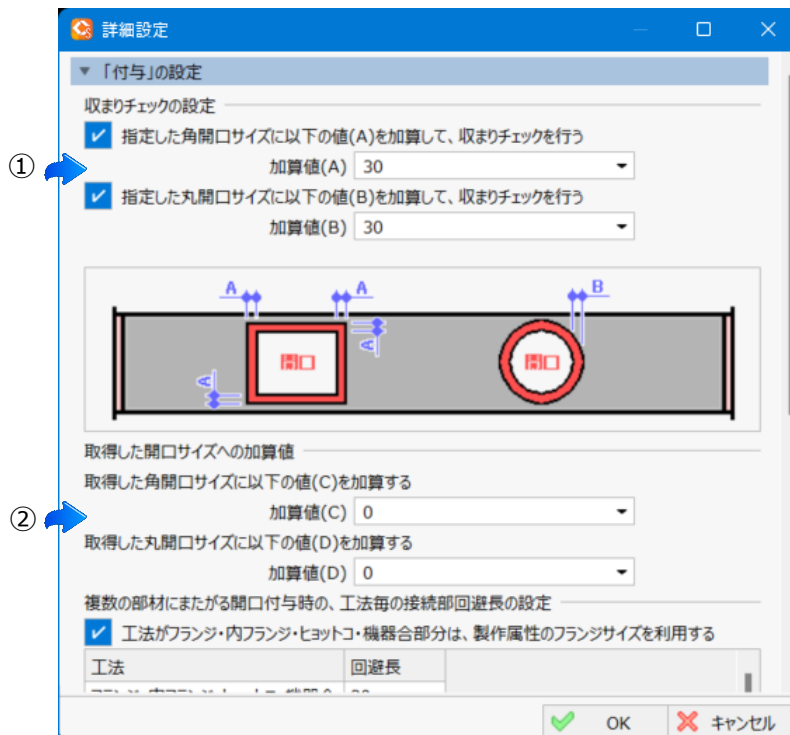 詳細設定
「付与」の設定
収まりチェックの設定
指定した角開口サイズに以下の値(A)を加算して、収まりチェックを行う
①
加算値(A) 30
指定した丸開口サイズに以下の値(B)を加算して、収まりチェックを行う
加算値(B) 30
A A B
開口 A 開口
A
取得した開口サイズへの加算値
取得した角開口サイズに以下の値(C)を加算する
②
加算値(C) 0
取得した丸開口サイズに以下の値(D)を加算する
加算値(D) 0
複数の部材にまたがる開口付与時の、工法毎の接続部回避長の設定
工法がフランジ・内フランジ・ヒョットコ・機器合部分は、製作属性のフランジサイズを利用する
工法 回避長
OK キャンセル